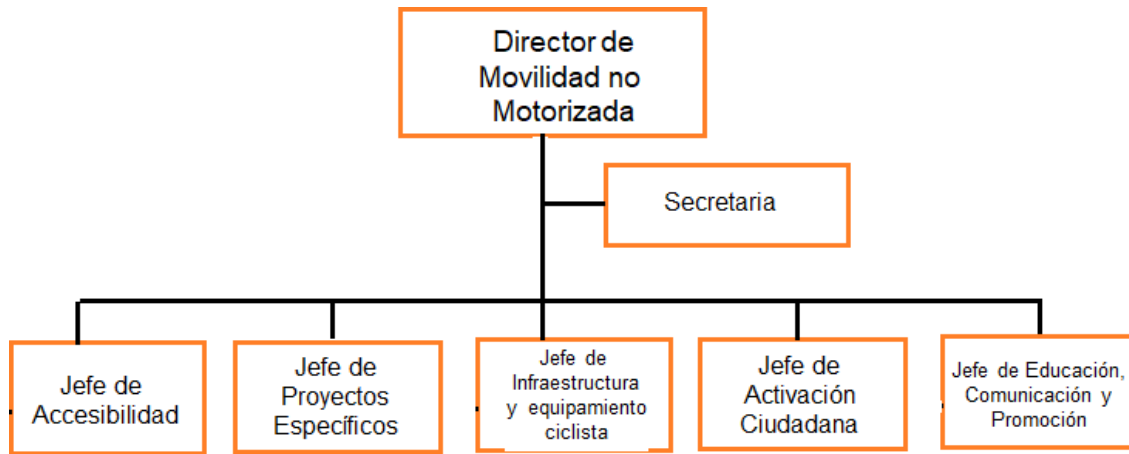 Director de
Movilidad no
Motorizada
Secretaria
Jefe de
Accesibilidad
Jefe de
Proyectos
Específicos
Jefe de
Infraestructura
y equipamiento
ciclista
Jefe de
Activación
Ciudadana
Jefe de Educación,
Comunicación y
Promoción